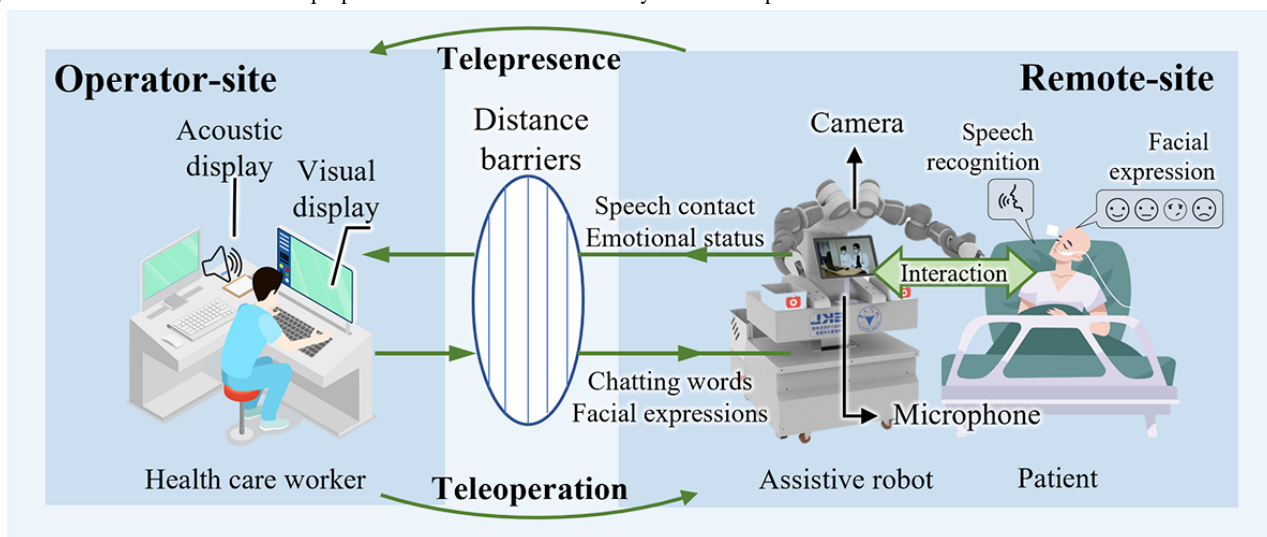 Telepresence
Operator-site
Remote-site
Acoustic
display
Visual
display
Distance
barriers
Camera
Speech
recognition
Facial
expression
Speech contact
Emotional status
Interaction
Chatting words
Facial expressions
Microphone
Health care worker
Teleoperation
Assistive robot
Patient